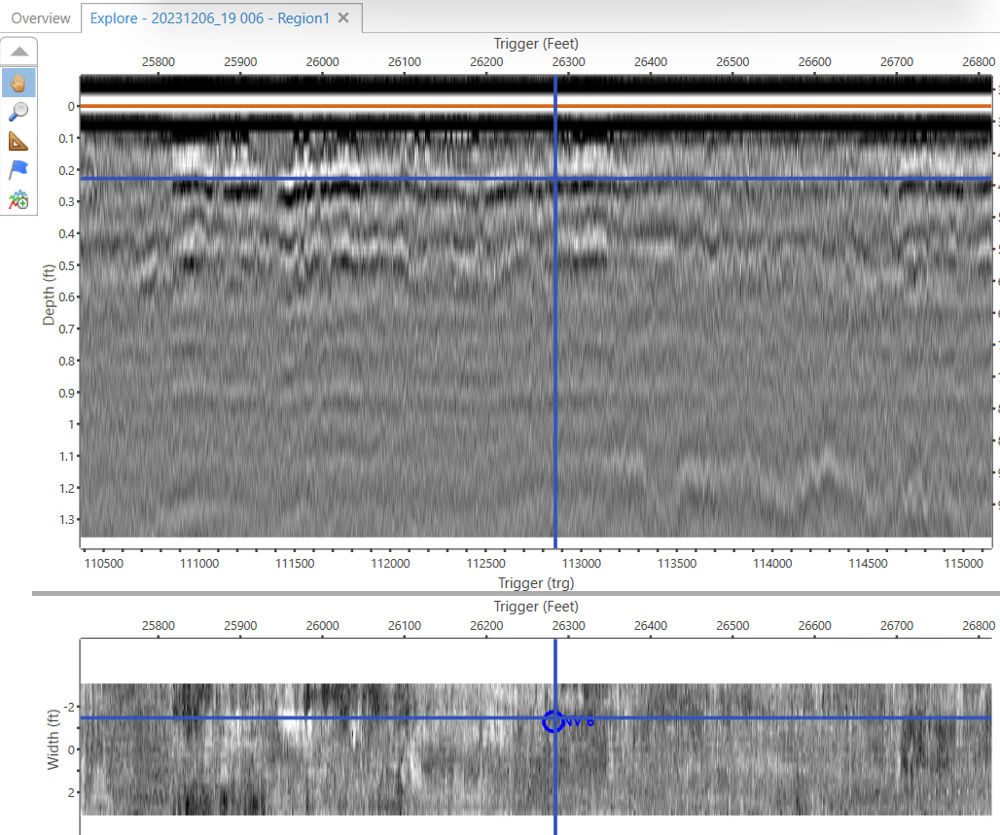 Overview Explore - 20231206_19 006 - Region1 ✕
Trigger (Feet)
25800 25900 26000 26100 26200 26300 26400 26500 26600 26700 26800
0
0.1
0.2
0.3
0.4
0.5
0.6
0.7
0.8
0.9
1
1.1
1.2
1.3
Depth (ft)
110500 111000 111500 112000 112500 113000 113500 114000 114500 115000
Trigger (trg)
Trigger (Feet)
25800 25900 26000 26100 26200 26300 26400 26500 26600 26700 26800
-2
0
2
Width (ft)